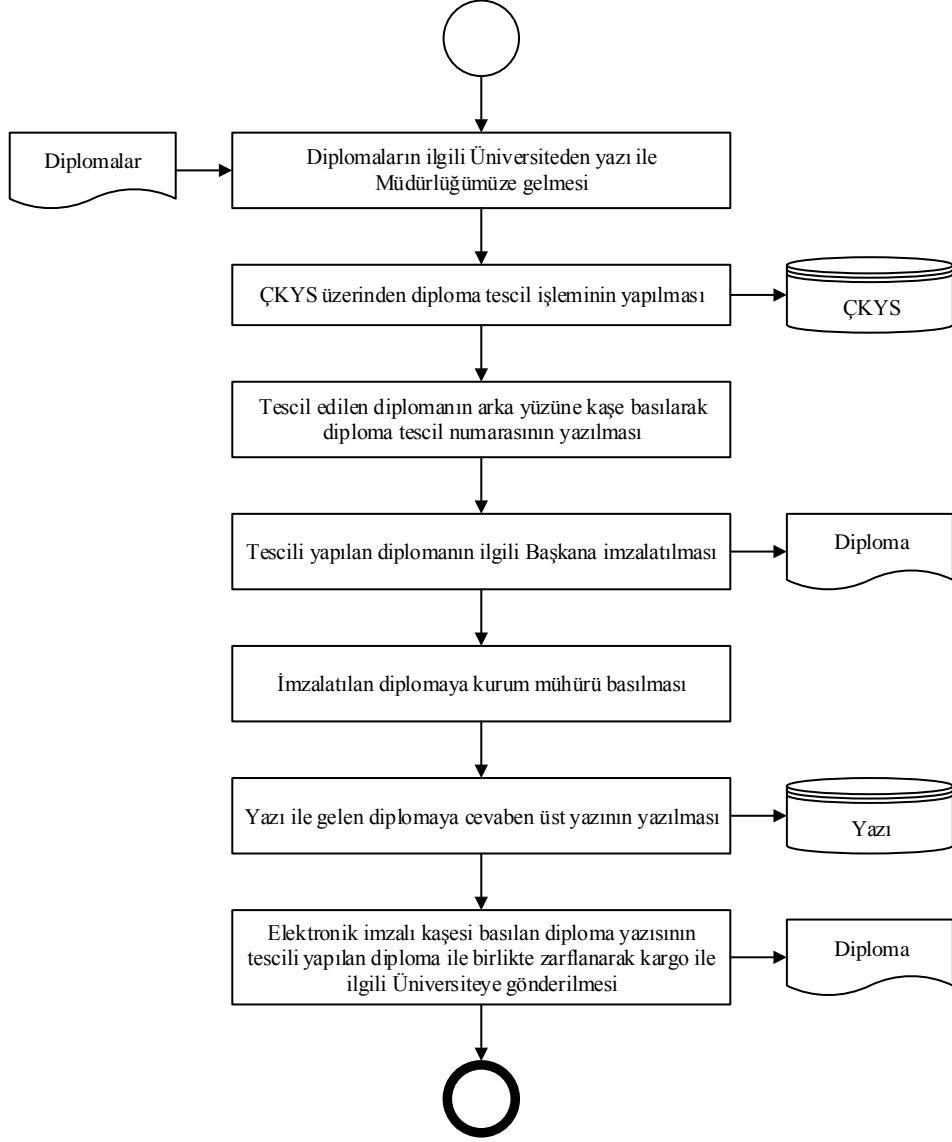 Diplomalar
Diplomaların ilgili Üniversiteden yazı ile
Müdürlüğümüze gelmesi
ÇKYS üzerinden diploma tescil işleminin yapılması
ÇKYS
Tescil edilen diplomanın arka yüzüne kaşe basılarak
diploma tescil numarasının yazılması
Tescili yapılan diplomanın ilgili Başkana imzalatılması
Diploma
İmzalatılan diplomaya kurum mühürü basılması
Yazı ile gelen diplomaya cevaben üst yazının yazılması
Yazı
Elektronik imzalı kaşesi basılan diploma yazısının
tescili yapılan diploma ile birlikte zarflanarak kargo ile
ilgili Üniversiteye gönderilmesi
Diploma